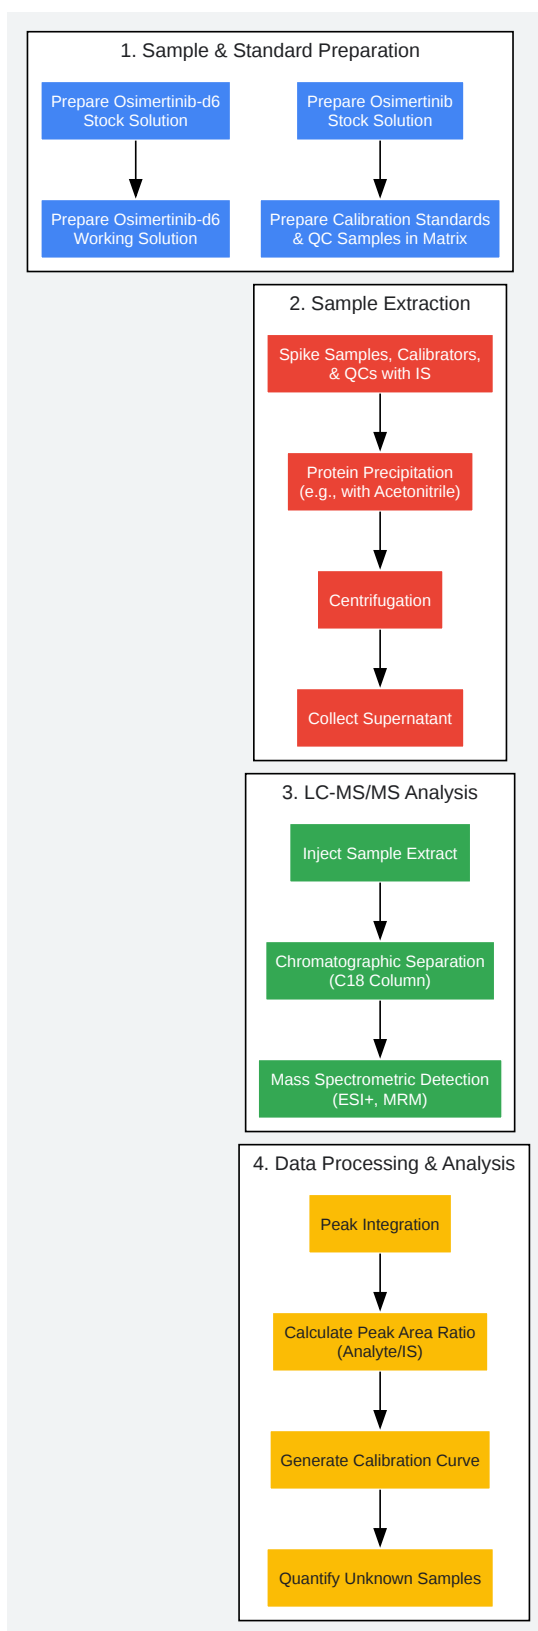 1. Sample & Standard Preparation
Prepare Osimertinib-d6
Stock Solution
Prepare Osimertinib
Stock Solution
Prepare Osimertinib-d6
Working Solution
Prepare Calibration Standards
& QC Samples in Matrix
2. Sample Extraction
Spike Samples, Calibrators,
& QCs with IS
Protein Precipitation
(e.g., with Acetonitrile)
Centrifugation
Collect Supernatant
3. LC-MS/MS Analysis
Inject Sample Extract
Chromatographic Separation
(C18 Column)
Mass Spectrometric Detection
(ESI+, MRM)
4. Data Processing & Analysis
Peak Integration
Calculate Peak Area Ratio
(Analyte/IS)
Generate Calibration Curve
Quantify Unknown Samples